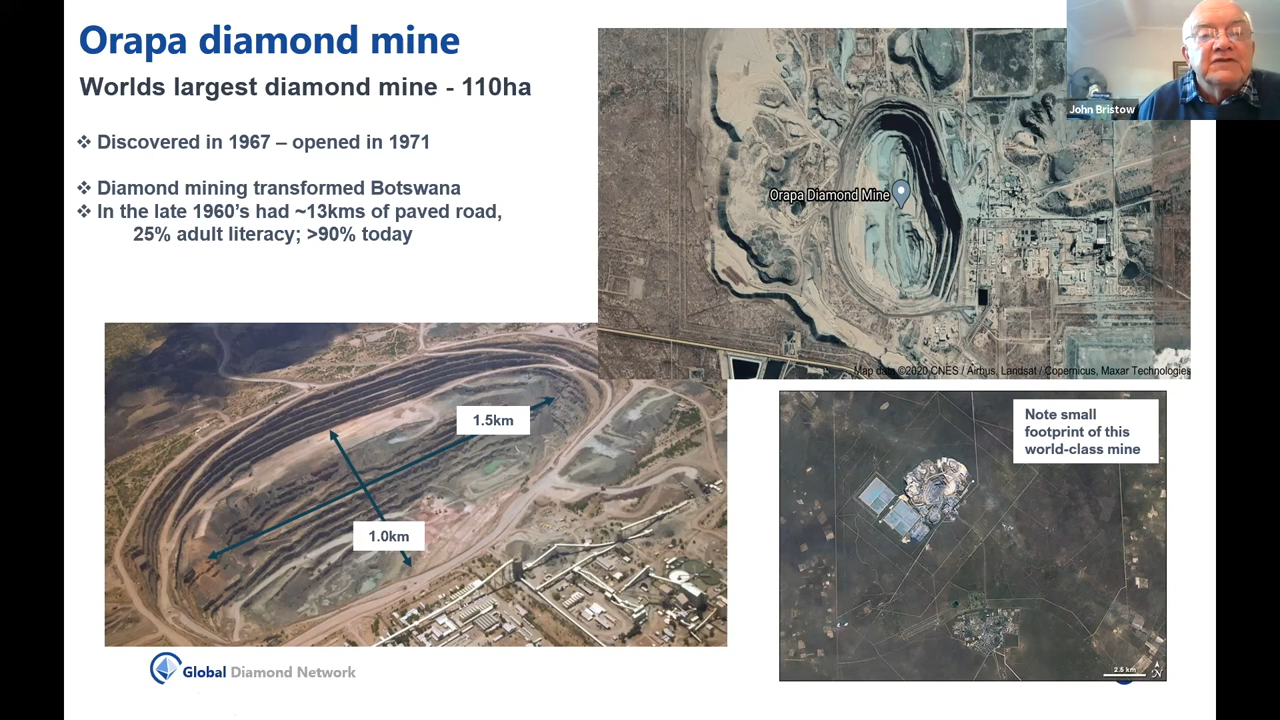 Orapa diamond mine
Worlds largest diamond mine - 110ha
❖ Discovered in 1967 – opened in 1971
❖ Diamond mining transformed Botswana
❖ In the late 1960’s had ~13kms of paved road,
25% adult literacy; >90% today
Orapa Diamond Mine
Map data ©2020 CNES / Airbus, Landsat / Copernicus, Maxar Technologies
John Bristow
1.5km
1.0km
Note small
footprint of this
world-class mine
2.5 km
N
Global Diamond Network